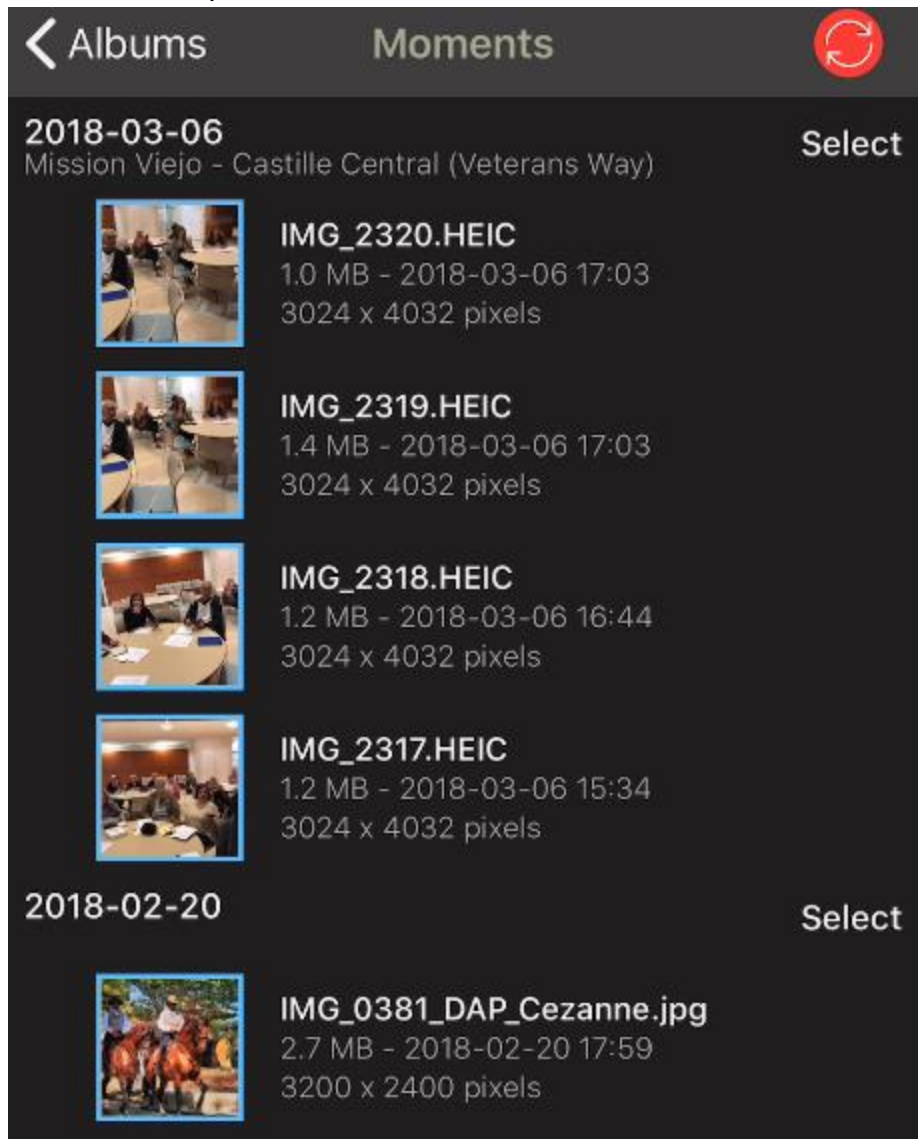 Albums
Moments
2018-03-06
Select
Mission Viejo - Castille Central (Veterans Way)
IMG_2320.HEIC
1.0 MB - 2018-03-06 17:03
3024 x 4032 pixels
IMG_2319.HEIC
1.4 MB - 2018-03-06 17:03
3024 x 4032 pixels
IMG_2318.HEIC
1.2 MB - 2018-03-06 16:44
3024 x 4032 pixels
IMG_2317.HEIC
1.2 MB - 2018-03-06 15:34
3024 x 4032 pixels
2018-02-20
Select
IMG_0381_DAP_Cezanne.jpg
2.7 MB - 2018-02-20 17:59
3200 x 2400 pixels